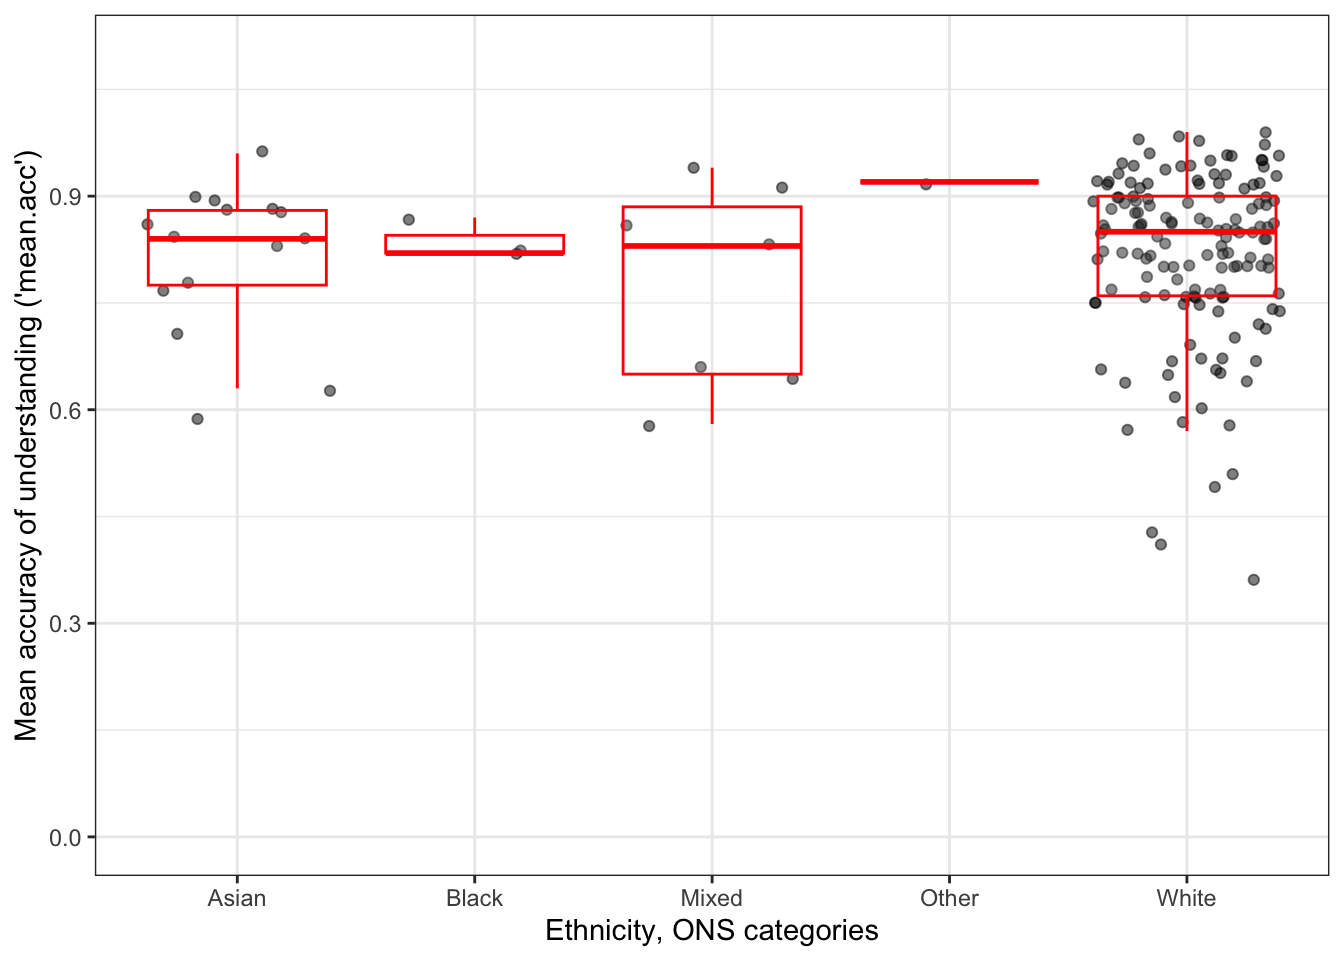 Mean accuracy of understanding ('mean.acc')
0.9
0.6
0.3
0.0
Asian Black Mixed Other White
Ethnicity, ONS categories